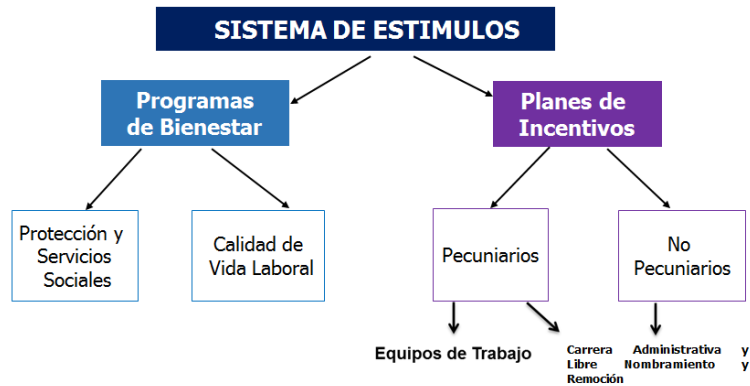 SISTEMA DE ESTIMULOS
Programas
de Bienestar
Planes de
Incentivos
Protección y
Servicios
Sociales
Calidad de
Vida Laboral
Pecuniarios
No
Pecuniarios
Equipos de Trabajo
Carrera Administrativa y
Libre Nombramiento y
Remoción